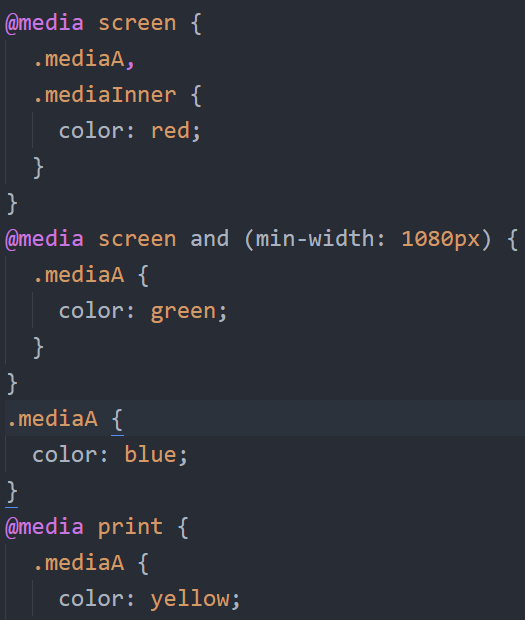 @media screen {
  .mediaA,
  .mediaInner {
    color: red;
  }
}
@media screen and (min-width: 1080px) {
  .mediaA {
    color: green;
  }
}
.mediaA {
  color: blue;
}
@media print {
  .mediaA {
    color: yellow;